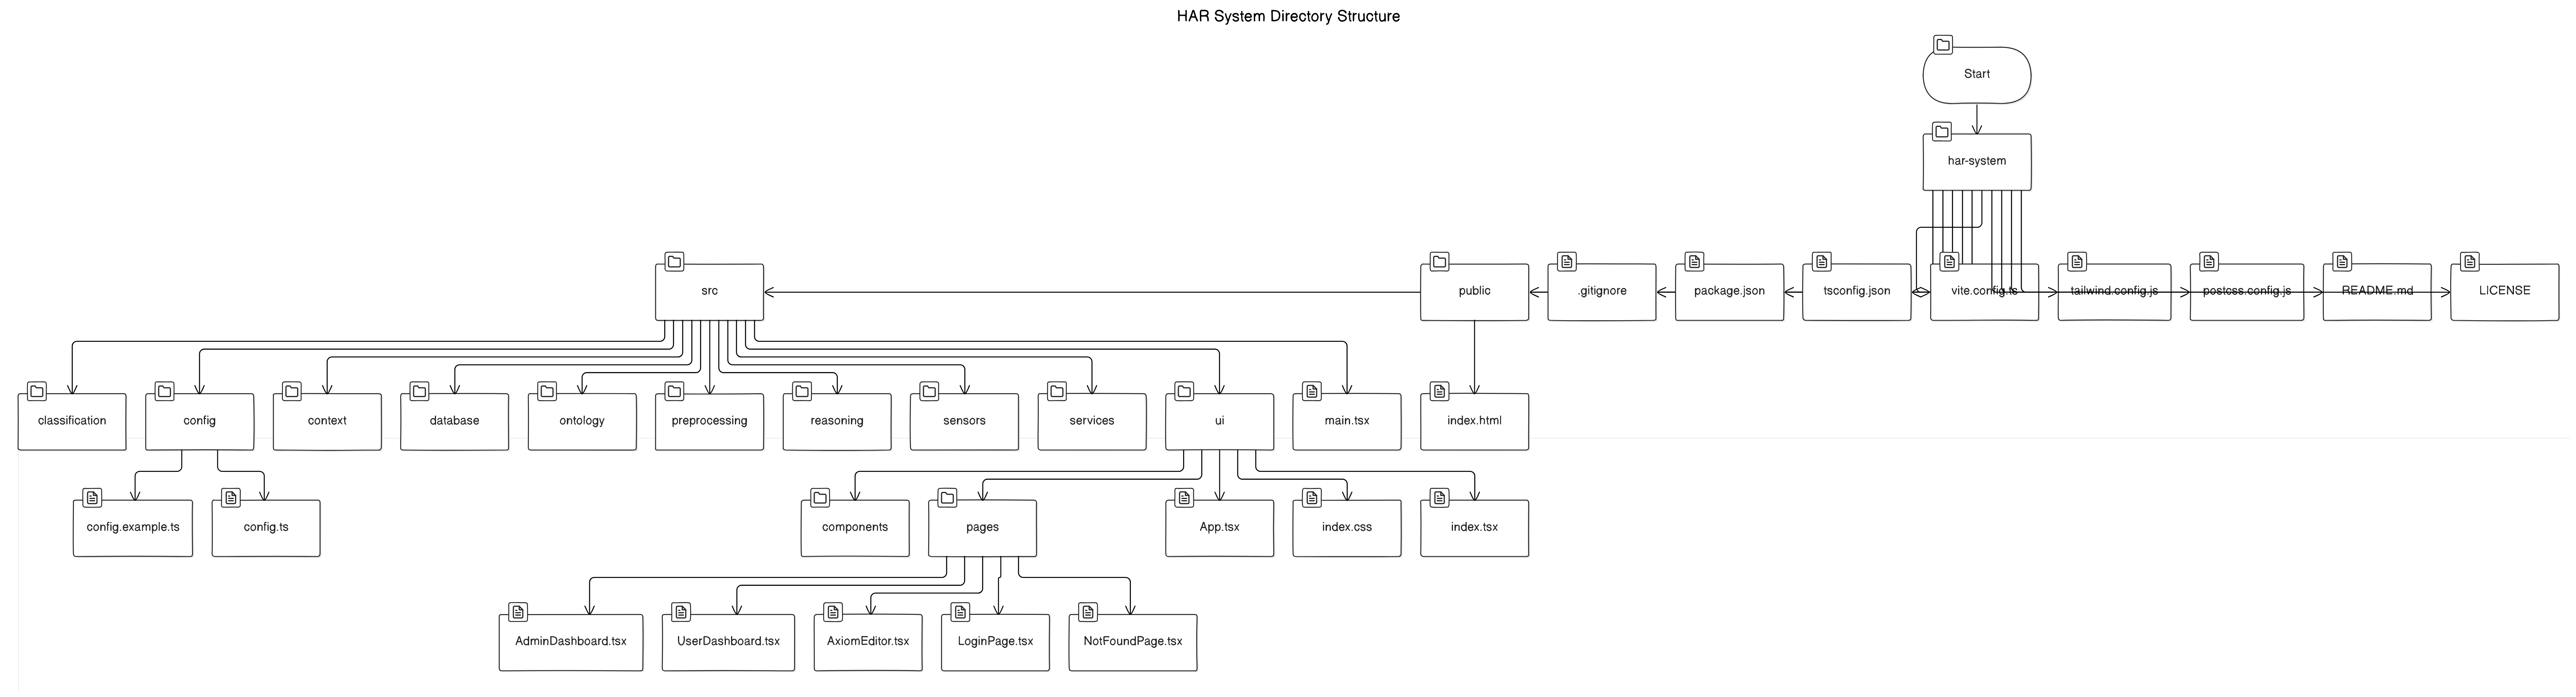 HAR System Directory Structure
Start
har-system
src
public
.gitignore
package.json
tsconfig.json
vite.config.ts
tailwind.config.js
postcss.config.js
README.md
LICENSE
classification
config
context
database
ontology
preprocessing
reasoning
sensors
services
ui
main.tsx
index.html
config.example.ts
config.ts
components
pages
App.tsx
index.css
index.tsx
AdminDashboard.tsx
UserDashboard.tsx
AxiomEditor.tsx
LoginPage.tsx
NotFoundPage.tsx